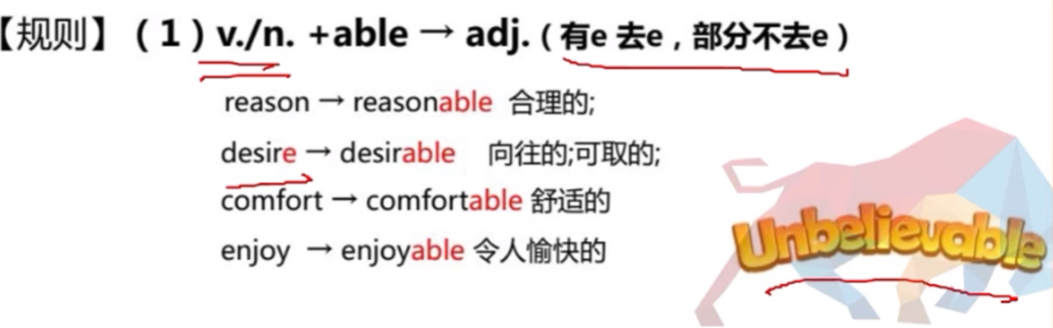 【规则】（1）v./n. +able → adj.（有e 去e，部分不去e）
reason → reasonable 合理的;
desire → desirable 向往的;可取的;
comfort → comfortable 舒适的
enjoy → enjoyable 令人愉快的
Unbelievable